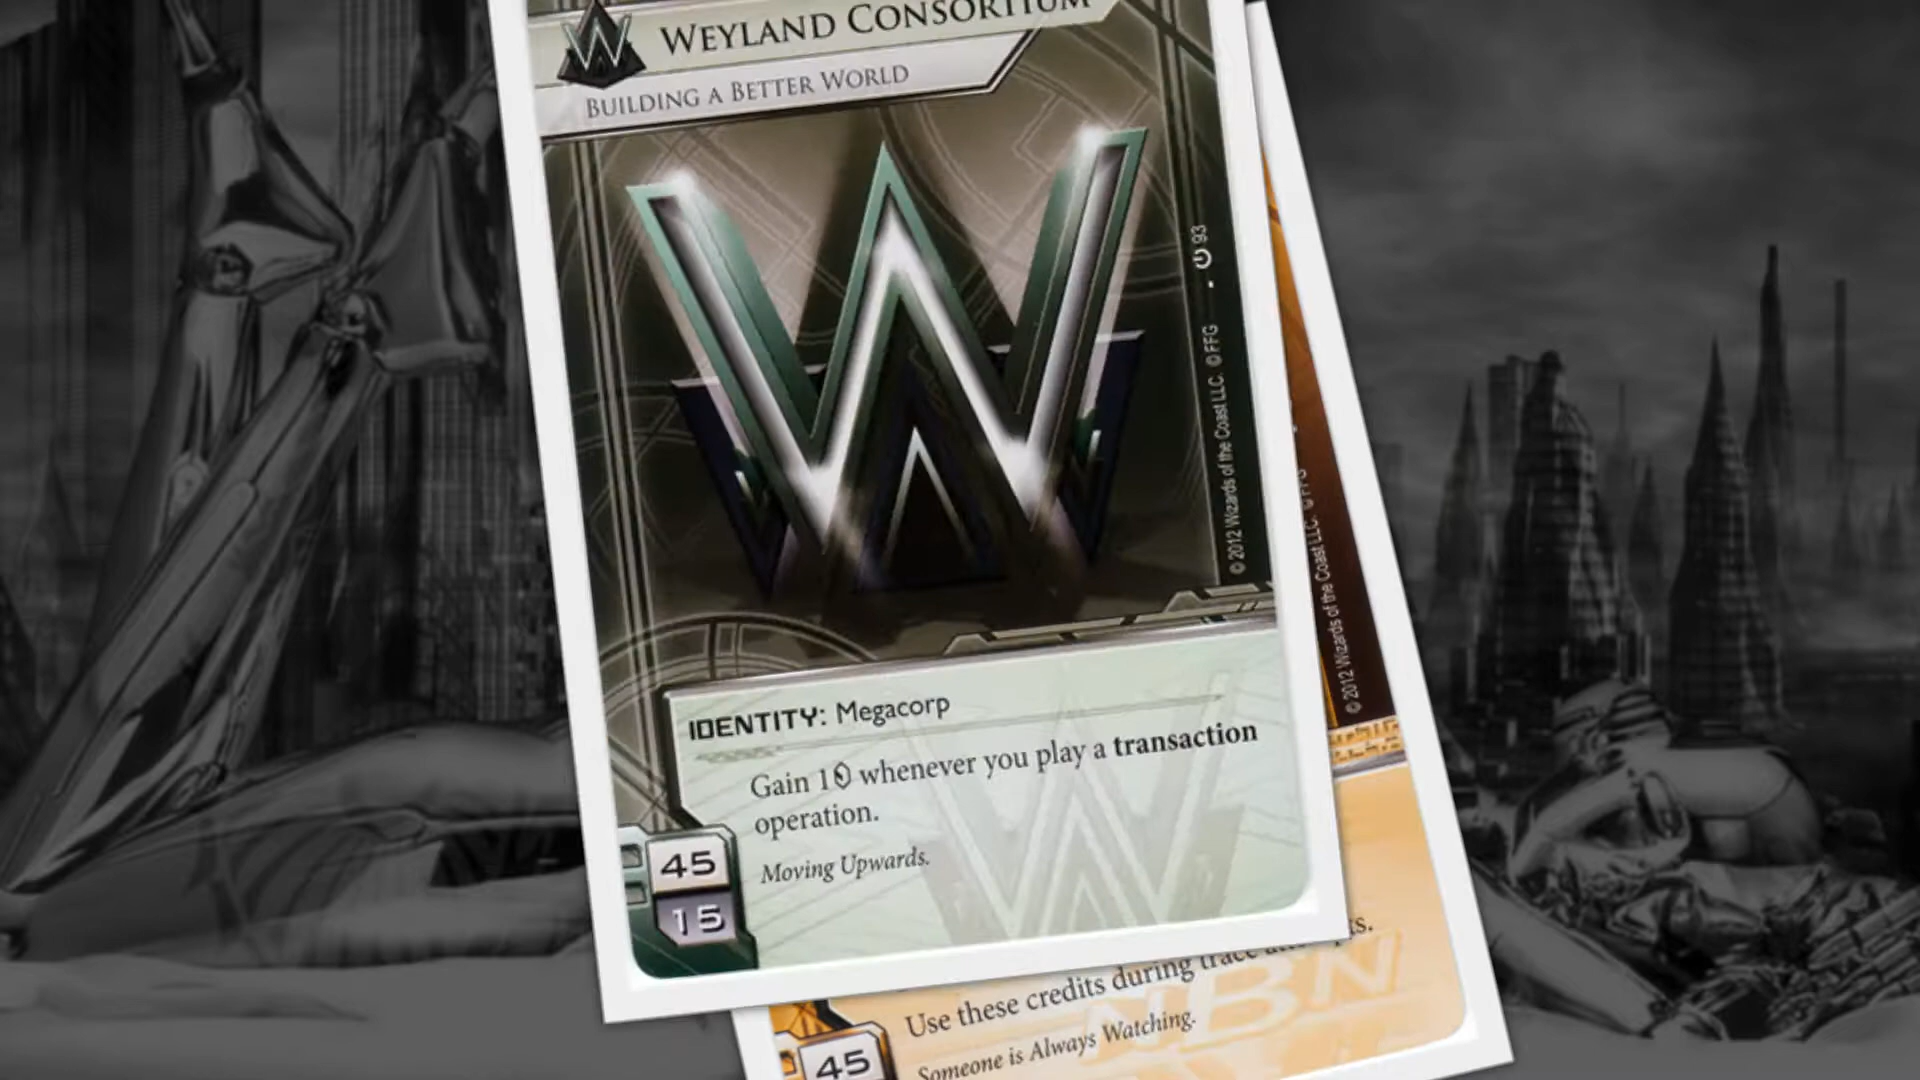 WEYLAND CONSORTIUM
BUILDING A BETTER WORLD
© 2012 Wizards of the Coast LLC. © FFG
93
IDENTITY: Megacorp
Gain 1 whenever you play a transaction
operation.
Moving Upwards.
45
15
© 2012 Wizards of the Coast LLC. © FFG
Use these credits during trace
Someone is Always Watching.
NBN
45